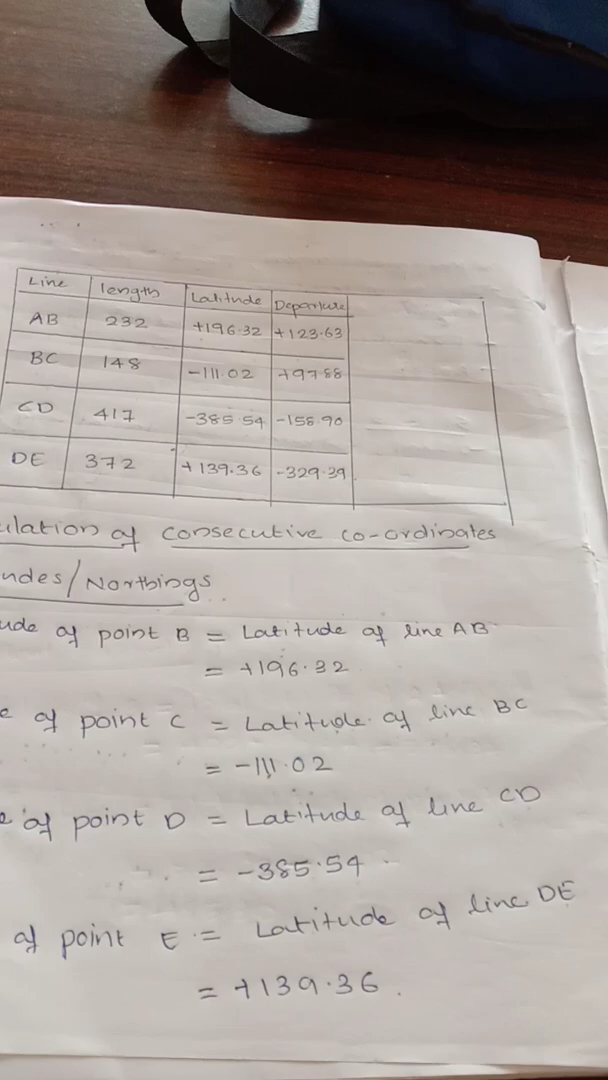 Line length Latitude Departure
AB 232 +196.32 +123.63
BC 148 -111.02 +97.88
CD 417 -385.54 -158.90
DE 372 +139.36 -329.39
ulation of consecutive co-ordinates
udes/Northings
ude of point B = Latitude of line AB
= +196.32
e of point C = Latitude of line BC
= -111.02
e of point D = Latitude of line CD
= -385.54
of point E = Latitude of line DE
= +139.36.